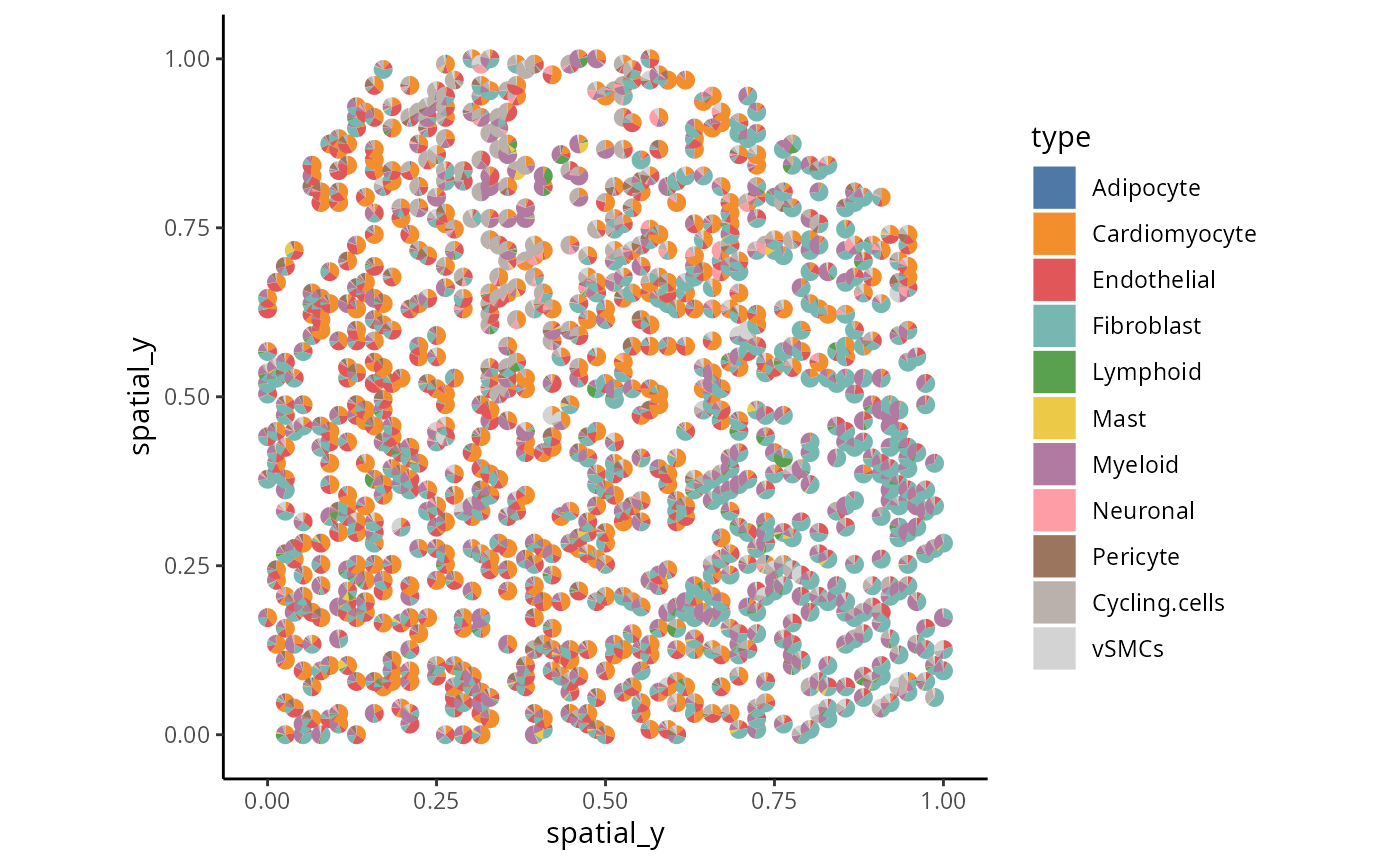 1.00
0.75
0.50
0.25
0.00
spatial_y
0.00 0.25 0.50 0.75 1.00
spatial_y
type
Adipocyte
Cardiomyocyte
Endothelial
Fibroblast
Lymphoid
Mast
Myeloid
Neuronal
Pericyte
Cycling.cells
vSMCs